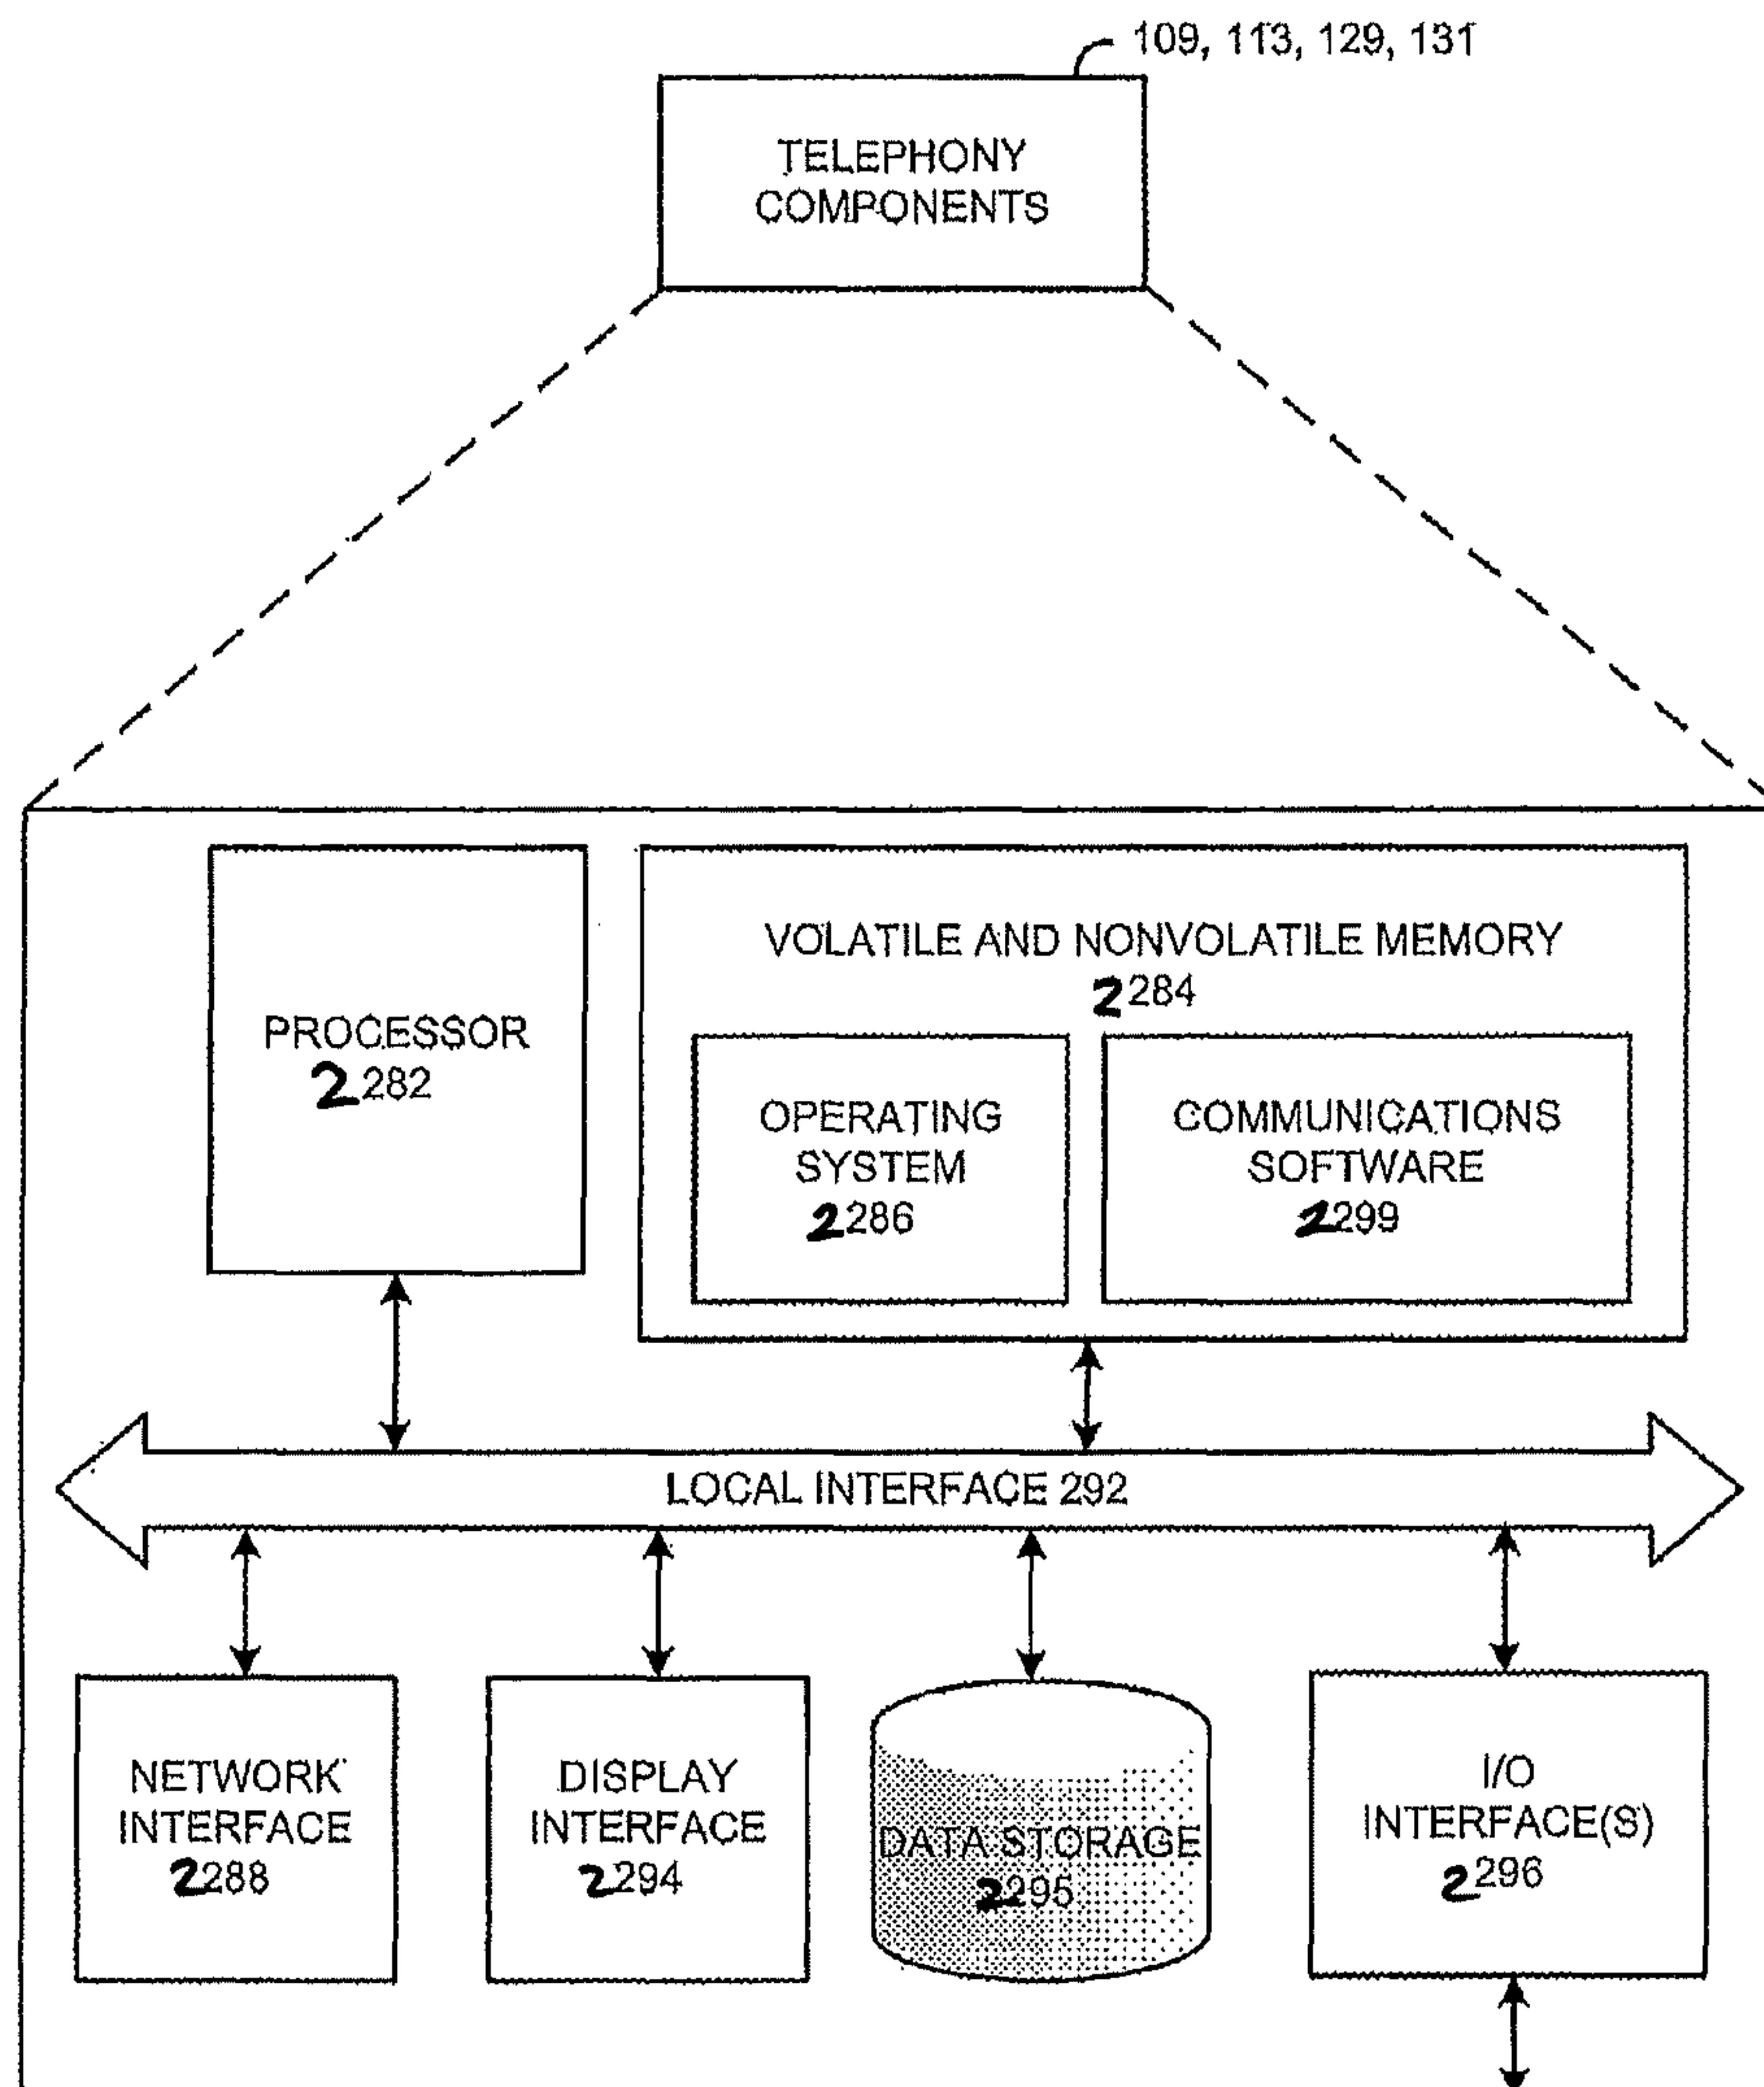 109, 113, 129, 131
TELEPHONY
COMPONENTS
PROCESSOR
2282
VOLATILE AND NONVOLATILE MEMORY
2284
OPERATING
SYSTEM
2286
COMMUNICATIONS
SOFTWARE
2299
LOCAL INTERFACE 292
NETWORK
INTERFACE
2288
DISPLAY
INTERFACE
2294
DATA STORAGE
2295
I/O
INTERFACE(S)
2296